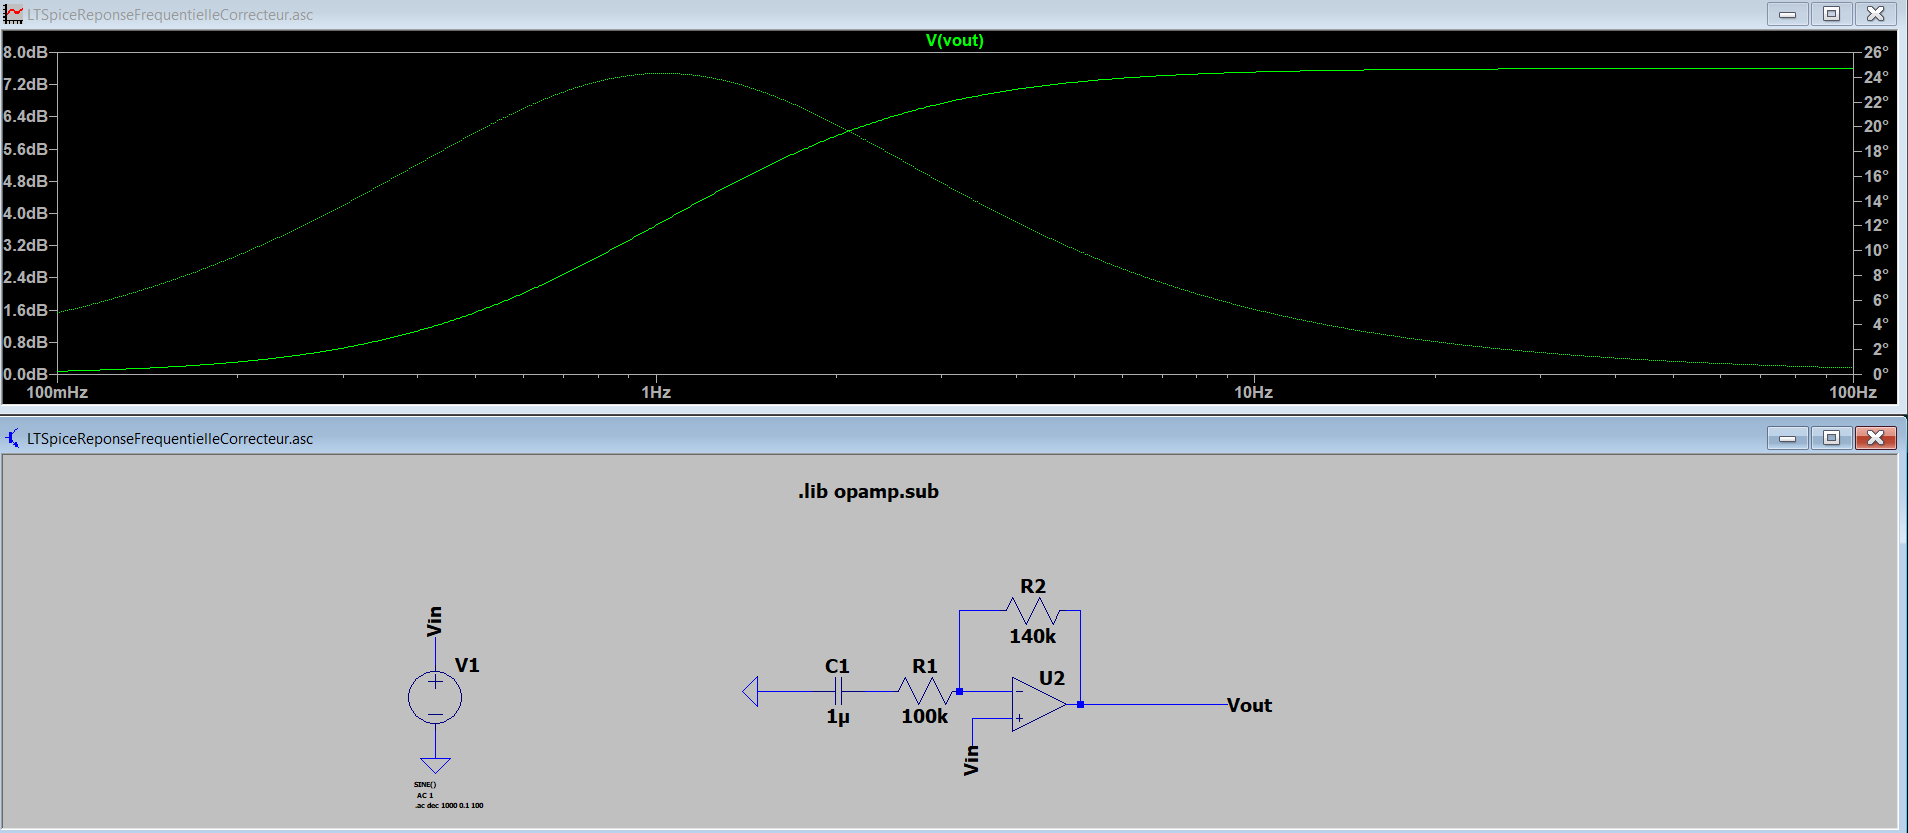 LTSpiceReponseFrequentielleCorrecteur.asc
V(vout)
8.0dB
7.2dB
6.4dB
5.6dB
4.8dB
4.0dB
3.2dB
2.4dB
1.6dB
0.8dB
0.0dB
26°
24°
22°
20°
18°
16°
14°
12°
10°
8°
6°
4°
2°
0°
100mHz 1Hz 10Hz 100Hz
LTSpiceReponseFrequentielleCorrecteur.asc
.lib opamp.sub
Vin
V1
+
−
SINE()
AC 1
.ac dec 1000 0.1 100
R2
140k
C1
1µ
R1
100k
U2
−
+
Vin
Vout